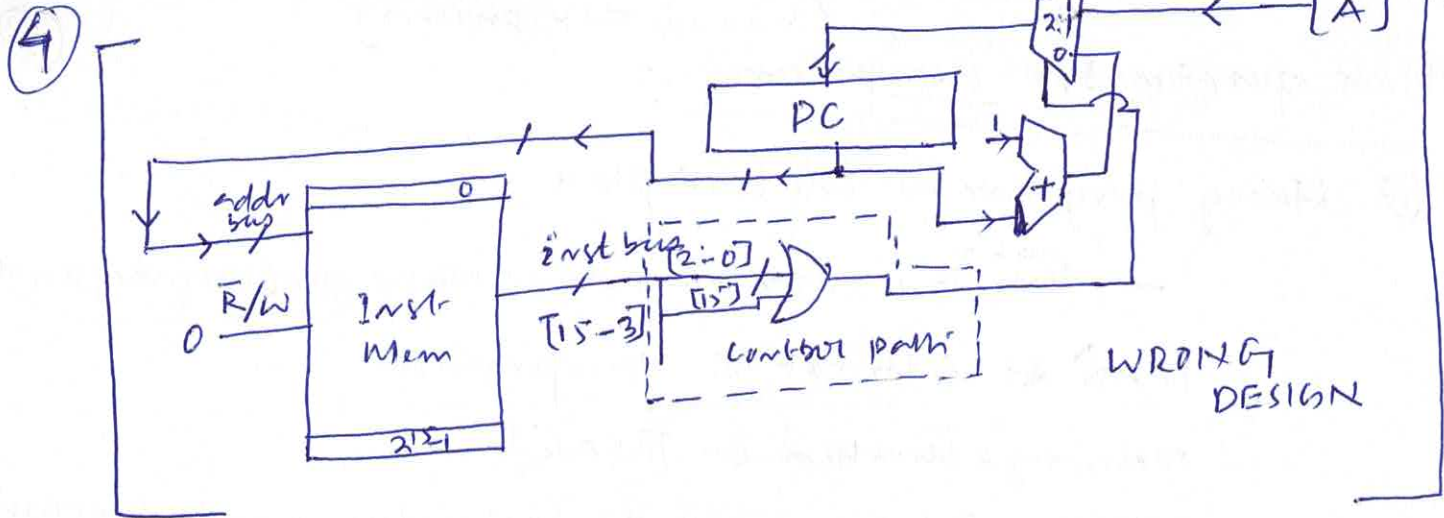 4
[A]
2:1
0
PC
1
+
addr
bus
0
inst bus
[2-0]
R̅/W
[15]
0
Inst
Mem
[15-3]
control path
WRONG
DESIGN